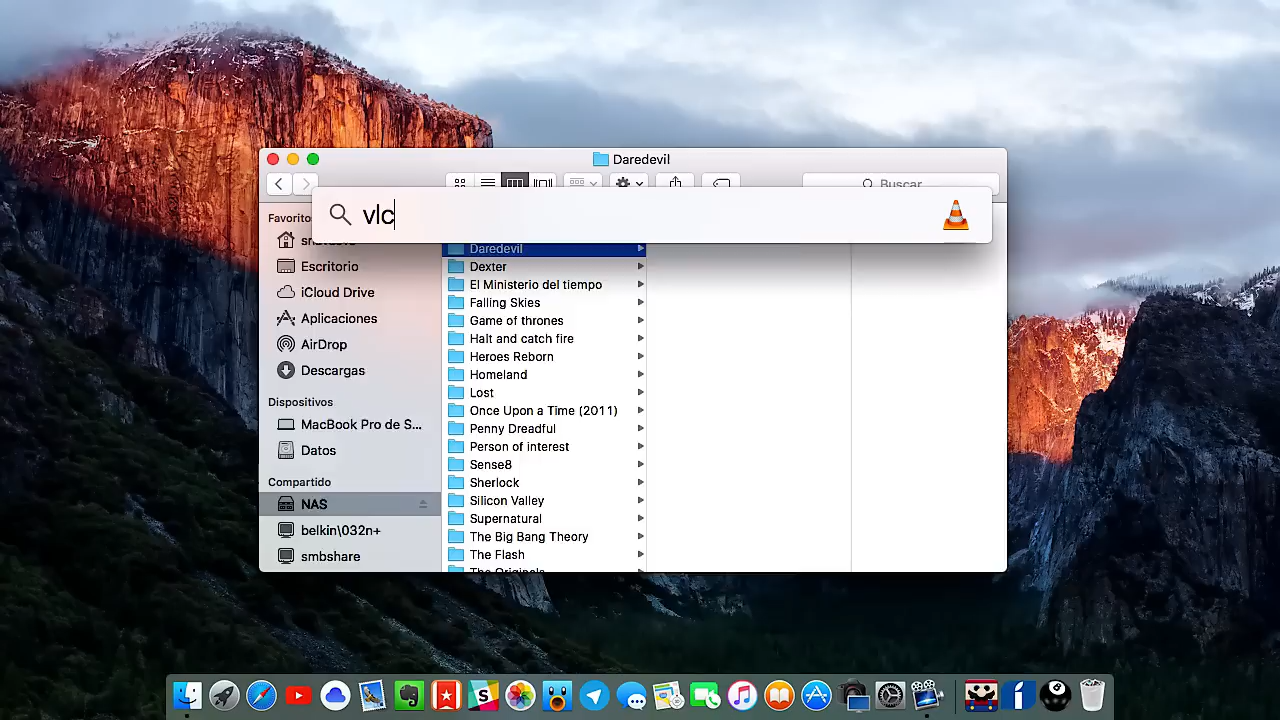 Daredevil
Buscar
vlc
Favorito
Escritorio
iCloud Drive
Aplicaciones
AirDrop
Descargas
Dispositivos
MacBook Pro de S...
Datos
Compartido
NAS
belkin\032n+
smbshare
Daredevil
Dexter
El Ministerio del tiempo
Falling Skies
Game of thrones
Halt and catch fire
Heroes Reborn
Homeland
Lost
Once Upon a Time (2011)
Penny Dreadful
Person of interest
Sense8
Sherlock
Silicon Valley
Supernatural
The Big Bang Theory
The Flash
The Originals